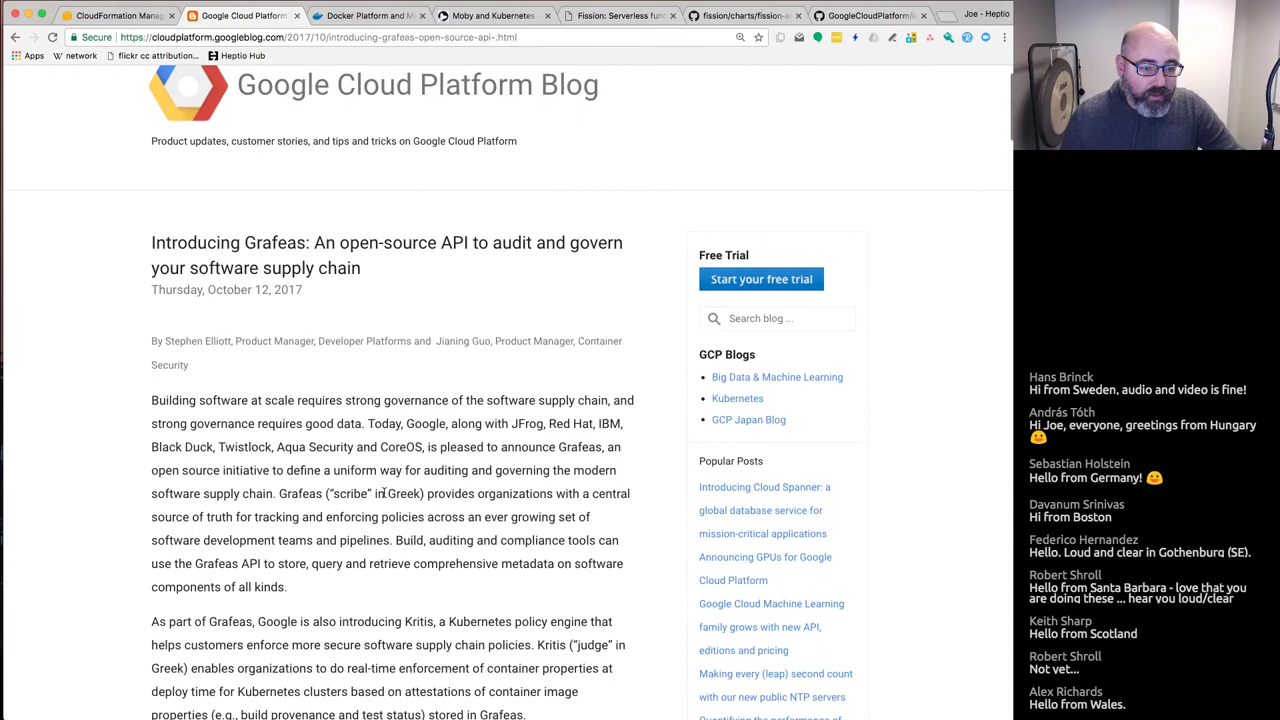 CloudFormation Mana
Google Cloud Platform
Docker Platform and M
Moby and Kubernetes -
Fission: Serverless func
fission/charts/fission-a
GoogleCloudPlatform/k
Joe - Heptio
Secure
https://cloudplatform.googleblog.com/2017/10/introducing-grafeas-open-source-api-.html
Apps
network
flickr cc attribution...
Heptio Hub
Google Cloud Platform Blog
Product updates, customer stories, and tips and tricks on Google Cloud Platform
Introducing Grafeas: An open-source API to audit and govern
your software supply chain
Thursday, October 12, 2017
By Stephen Elliott, Product Manager, Developer Platforms and Jianing Guo, Product Manager, Container
Security
Building software at scale requires strong governance of the software supply chain, and
strong governance requires good data. Today, Google, along with JFrog, Red Hat, IBM,
Black Duck, Twistlock, Aqua Security and CoreOS, is pleased to announce Grafeas, an
open source initiative to define a uniform way for auditing and governing the modern
software supply chain. Grafeas (“scribe” in Greek) provides organizations with a central
source of truth for tracking and enforcing policies across an ever growing set of
software development teams and pipelines. Build, auditing and compliance tools can
use the Grafeas API to store, query and retrieve comprehensive metadata on software
components of all kinds.
As part of Grafeas, Google is also introducing Kritis, a Kubernetes policy engine that
helps customers enforce more secure software supply chain policies. Kritis (“judge” in
Greek) enables organizations to do real-time enforcement of container properties at
deploy time for Kubernetes clusters based on attestations of container image
properties (e.g., build provenance and test status) stored in Grafeas.
Free Trial
Start your free trial
Search blog ...
GCP Blogs
Big Data & Machine Learning
Kubernetes
GCP Japan Blog
Popular Posts
Introducing Cloud Spanner: a
global database service for
mission-critical applications
Announcing GPUs for Google
Cloud Platform
Google Cloud Machine Learning
family grows with new API,
editions and pricing
Making every (leap) second count
with our new public NTP servers
Quantifying the performance of
Hans Brinck
Hi from Sweden, audio and video is fine!
András Tóth
Hi Joe, everyone, greetings from Hungary
Sebastian Holstein
Hello from Germany!
Davanum Srinivas
Hi from Boston
Federico Hernandez
Hello. Loud and clear in Gothenburg (SE).
Robert Shroll
Hello from Santa Barbara - love that you
are doing these ... hear you loud/clear
Keith Sharp
Hello from Scotland
Robert Shroll
Not yet...
Alex Richards
Hello from Wales.